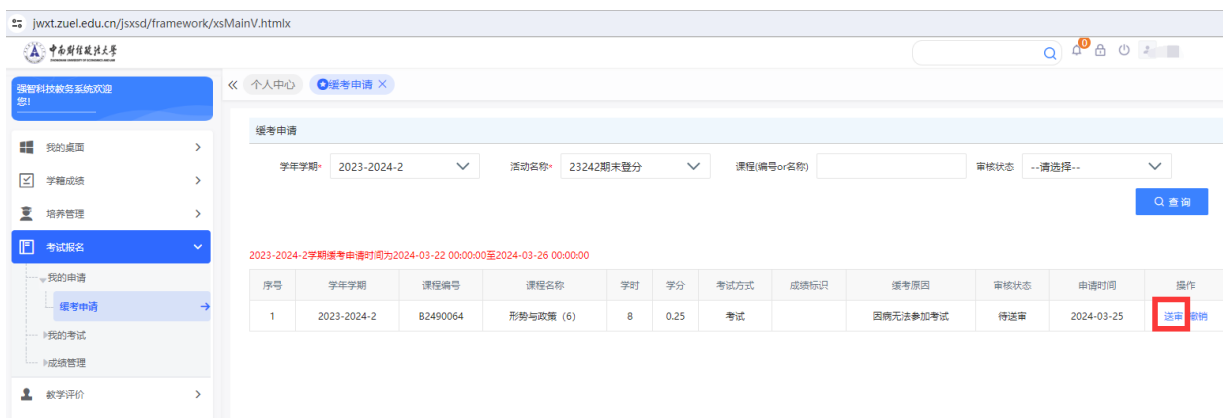 jwxt.zuel.edu.cn/jsxsd/framework/xsMainV.htmlx
中南财经政法大学
0
强智科技教务系统欢迎
您!
个人中心 缓考申请
我的桌面
学籍成绩
培养管理
考试报名
我的申请
缓考申请
我的考试
成绩管理
教学评价
缓考申请
学年学期* 2023-2024-2 活动名称* 23242期末登分 课程(编号or名称) 审核状态 --请选择--
查询
2023-2024-2学期缓考申请时间为2024-03-22 00:00:00至2024-03-26 00:00:00
序号 学年学期 课程编号 课程名称 学时 学分 考试方式 成绩标识 缓考原因 审核状态 申请时间 操作
1 2023-2024-2 B2490064 形势与政策（6） 8 0.25 考试 因病无法参加考试 待送审 2024-03-25 送审 撤销